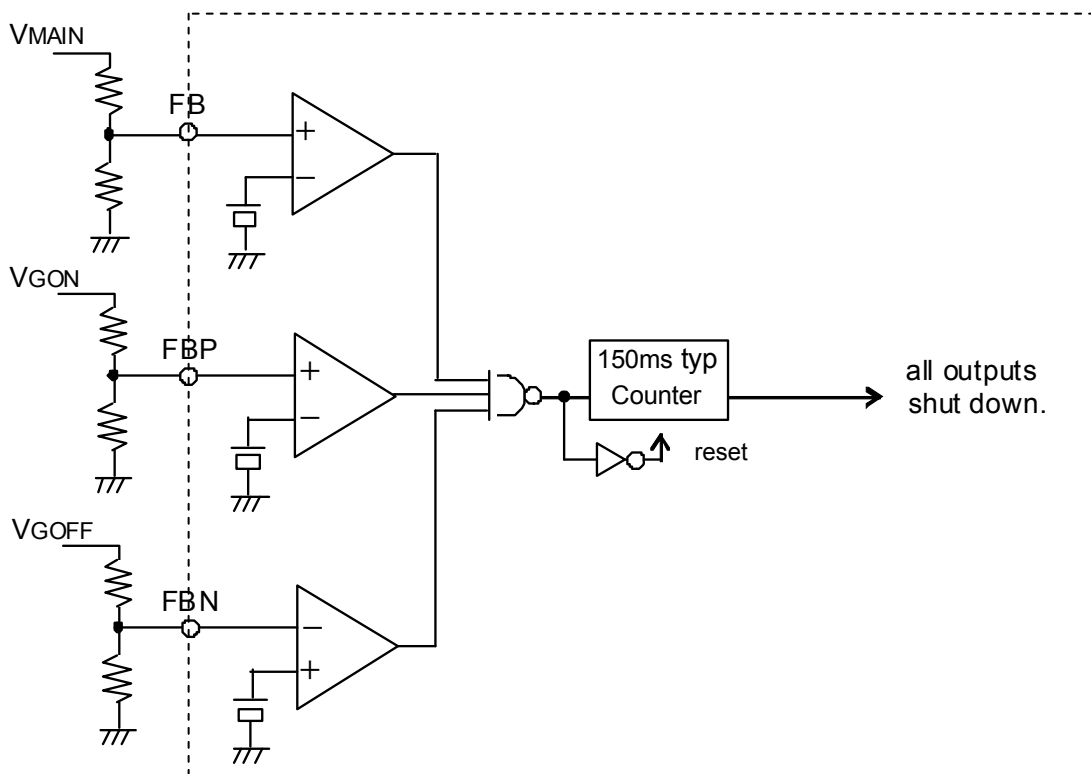 VMAIN
FB
+
−
VGON
FBP
+
−
150ms typ
Counter
all outputs
shut down.
reset
VGOFF
FBN
−
+